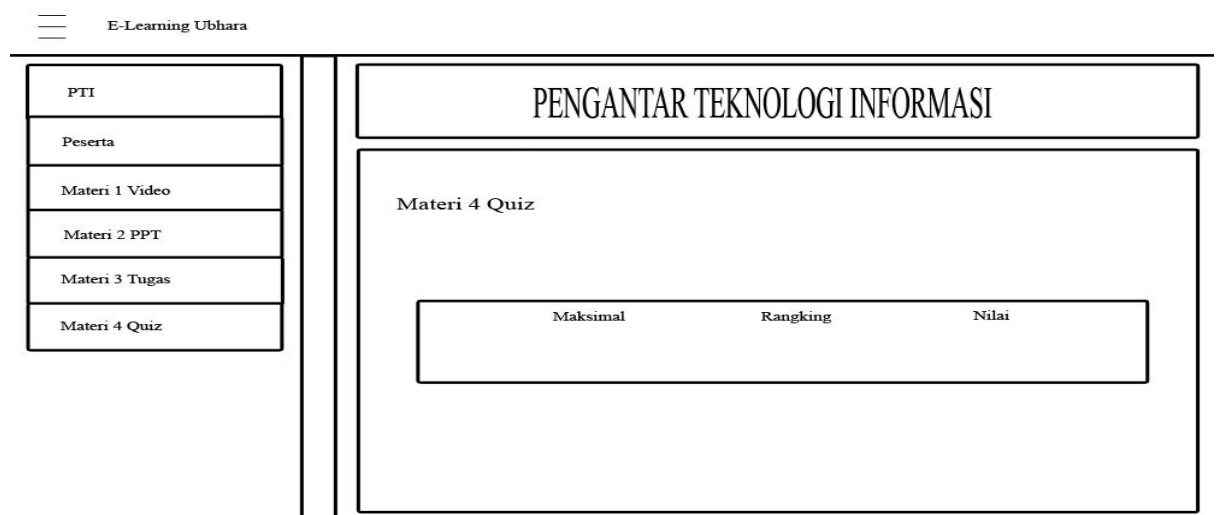 E-Learning Ubhara
PTI
Peserta
Materi 1 Video
Materi 2 PPT
Materi 3 Tugas
Materi 4 Quiz
PENGANTAR TEKNOLOGI INFORMASI
Materi 4 Quiz
Maksimal Rangking Nilai